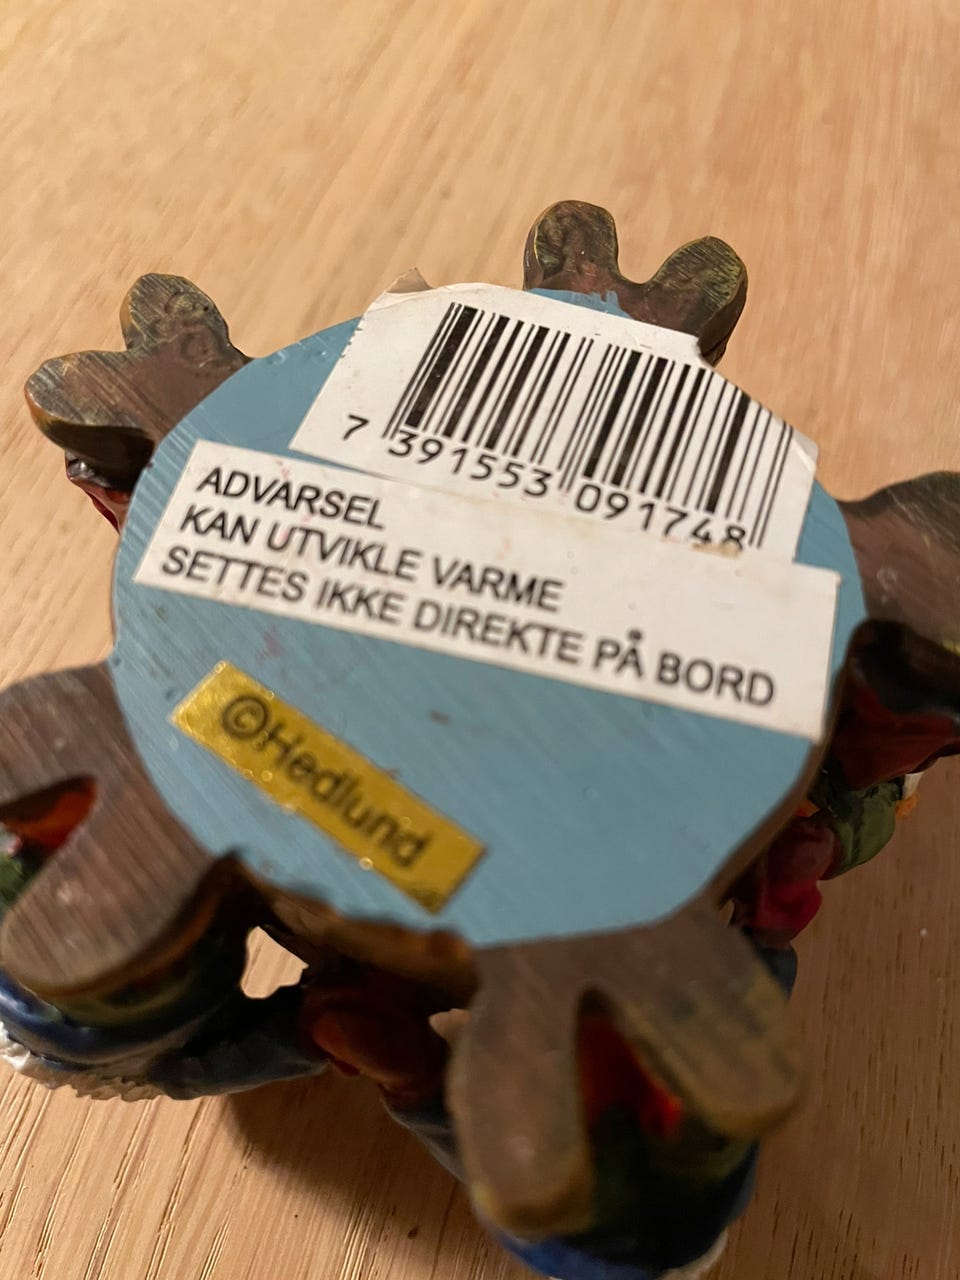 7 391553 091748
ADVARSEL
KAN UTVIKLE VARME
SETTES IKKE DIREKTE PÅ BORD
©Hedlund